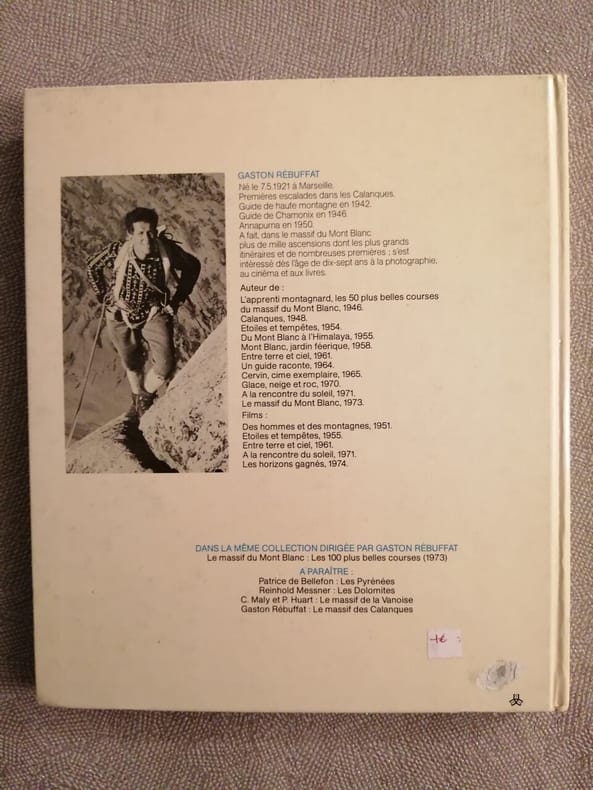 GASTON RÉBUFFAT
Né le 7.5.1921 à Marseille.
Premières escalades dans les Calanques.
Guide de haute montagne en 1942.
Guide de Chamonix en 1946.
Annapurna en 1950.
A fait, dans le massif du Mont Blanc
plus de mille ascensions dont les plus grands
itinéraires et de nombreuses premières ; s'est
intéressé dès l'âge de dix-sept ans à la photographie,
au cinéma et aux livres.
Auteur de :
L'apprenti montagnard, les 50 plus belles courses
du massif du Mont Blanc, 1946.
Calanques, 1948.
Etoiles et tempêtes, 1954.
Du Mont Blanc à l'Himalaya, 1955.
Mont Blanc, jardin féerique, 1958.
Entre terre et ciel, 1961.
Un guide raconte, 1964.
Cervin, cime exemplaire, 1965.
Glace, neige et roc, 1970.
A la rencontre du soleil, 1971.
Le massif du Mont Blanc, 1973.
Films :
Des hommes et des montagnes, 1951.
Etoiles et tempêtes, 1955.
Entre terre et ciel, 1961.
A la rencontre du soleil, 1971.
Les horizons gagnés, 1974.
DANS LA MÊME COLLECTION DIRIGÉE PAR GASTON RÉBUFFAT
Le massif du Mont Blanc : Les 100 plus belles courses (1973)
A PARAÎTRE :
Patrice de Bellefon : Les Pyrénées
Reinhold Messner : Les Dolomites
C. Maly et P. Huart : Le massif de la Vanoise
Gaston Rébuffat : Le massif des Calanques